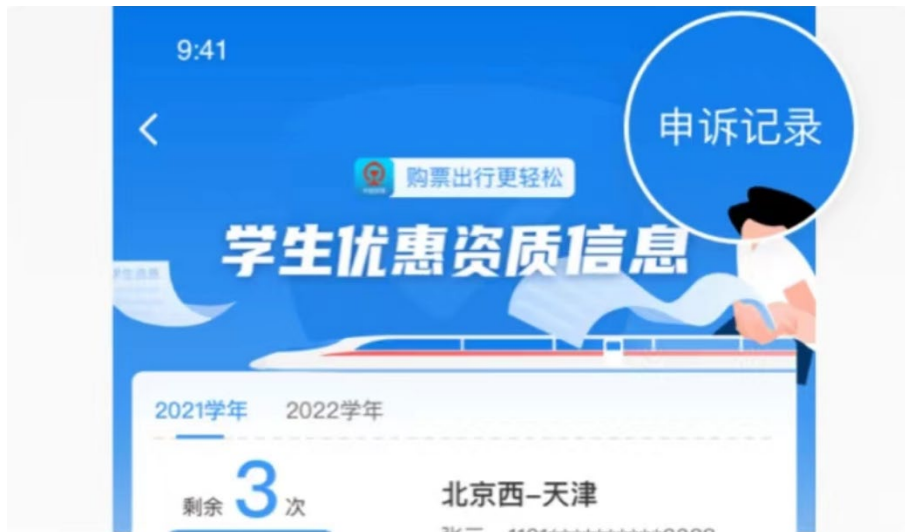 9:41
申诉记录
购票出行更轻松
学生优惠资质信息
2021学年 2022学年
剩余 3 次
北京西–天津